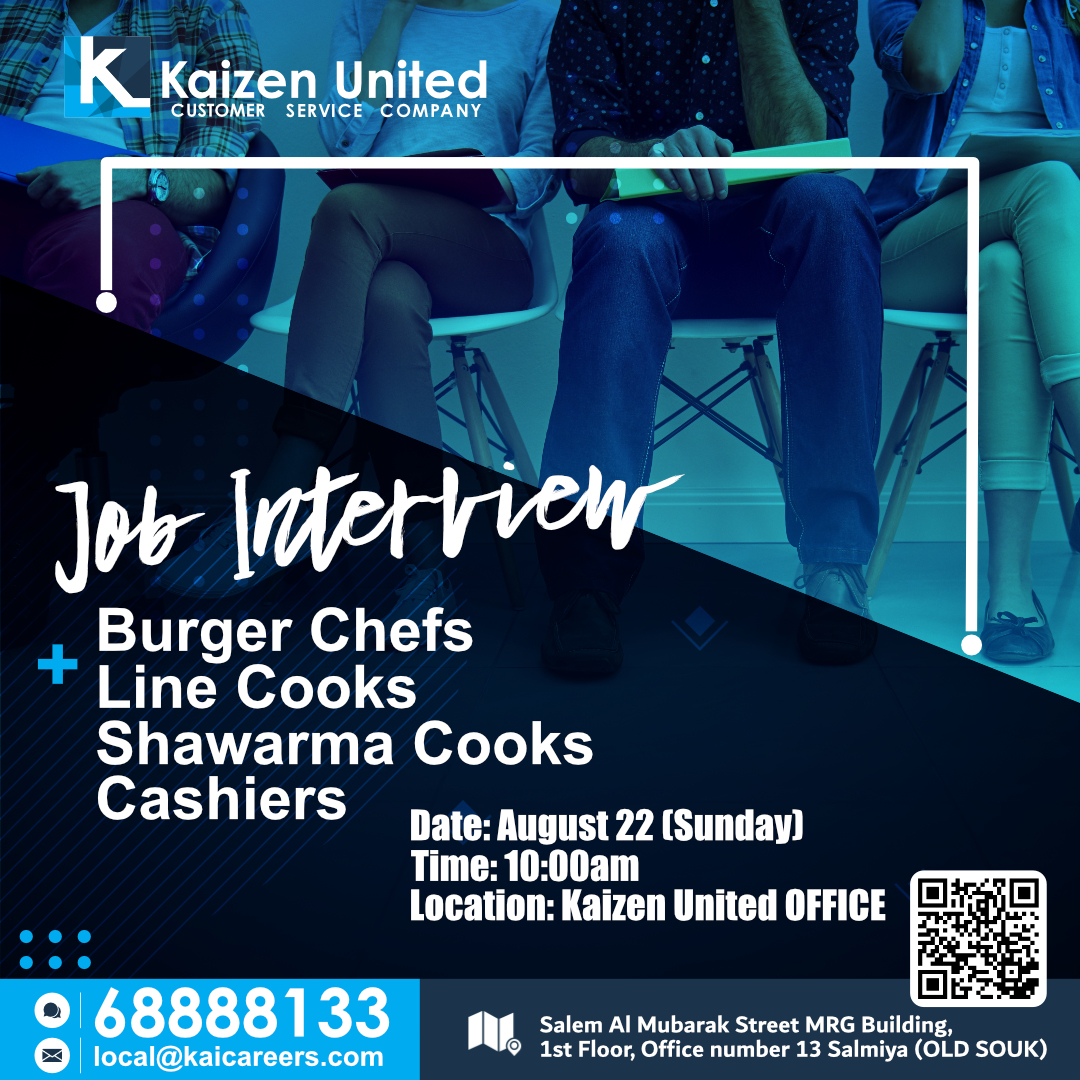 K
Kaizen United
CUSTOMER SERVICE COMPANY
Job Interview
Burger Chefs
Line Cooks
Shawarma Cooks
Cashiers
Date: August 22 (Sunday)
Time: 10:00am
Location: Kaizen United OFFICE
68888133
local@kaicareers.com
Salem Al Mubarak Street MRG Building,
1st Floor, Office number 13 Salmiya (OLD SOUK)